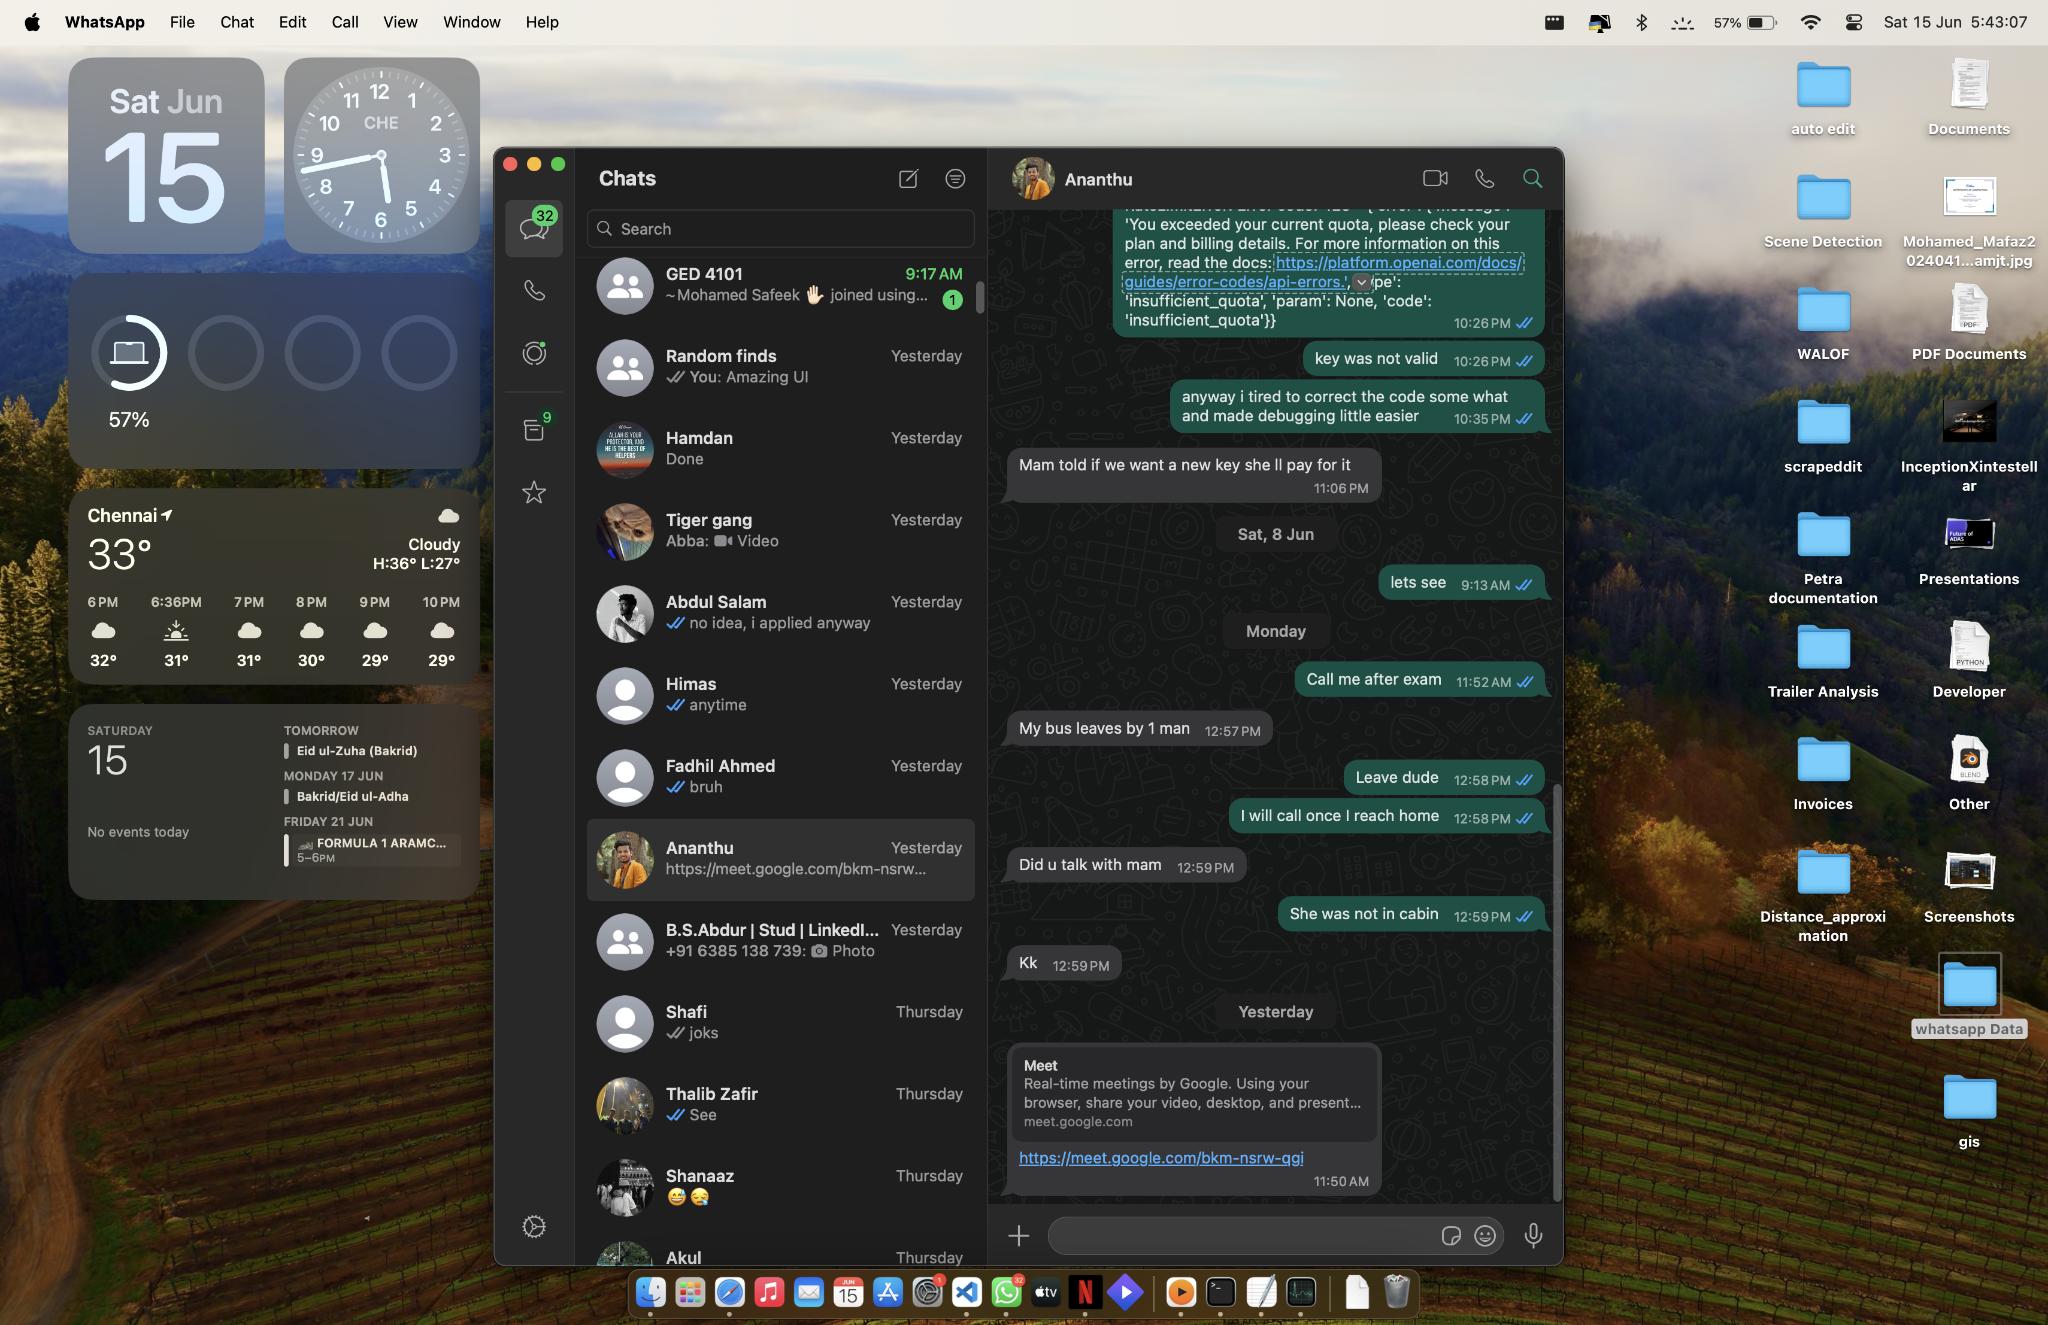 WhatsApp File Chat Edit Call View Window Help
57% Sat 15 Jun 5:43:07
Sat Jun
15
12
11 1
10 CHE 2
9 3
8 4
7 5
6
57%
Chennai
33°
Cloudy
H:36° L:27°
6 PM 6:36PM 7 PM 8 PM 9 PM 10 PM
32° 31° 31° 30° 29° 29°
SATURDAY
15
No events today
TOMORROW
Eid ul-Zuha (Bakrid)
MONDAY 17 JUN
Bakrid/Eid ul-Adha
FRIDAY 21 JUN
FORMULA 1 ARAMC...
5–6PM
32
9
Chats
Search
GED 4101 9:17 AM
~Mohamed Safeek 🖐🏻 joined using... 1
Random finds Yesterday
You: Amazing UI
Hamdan Yesterday
Done
Tiger gang Yesterday
Abba: Video
Abdul Salam Yesterday
no idea, i applied anyway
Himas Yesterday
anytime
Fadhil Ahmed Yesterday
bruh
Ananthu Yesterday
https://meet.google.com/bkm-nsrw...
B.S.Abdur | Stud | LinkedI... Yesterday
+91 6385 138 739: Photo
Shafi Thursday
joks
Thalib Zafir Thursday
See
Shanaaz Thursday
😅😪
Akul Thursday
Ananthu
'You exceeded your current quota, please check your
plan and billing details. For more information on this
error, read the docs: https://platform.openai.com/docs/
guides/error-codes/api-errors.', pe':
'insufficient_quota', 'param': None, 'code':
'insufficient_quota'}} 10:26 PM
key was not valid 10:26 PM
anyway i tired to correct the code some what
and made debugging little easier 10:35 PM
Mam told if we want a new key she ll pay for it
11:06 PM
Sat, 8 Jun
lets see 9:13 AM
Monday
Call me after exam 11:52 AM
My bus leaves by 1 man 12:57 PM
Leave dude 12:58 PM
I will call once I reach home 12:58 PM
Did u talk with mam 12:59 PM
She was not in cabin 12:59 PM
Kk 12:59 PM
Yesterday
Meet
Real-time meetings by Google. Using your
browser, share your video, desktop, and present...
meet.google.com
https://meet.google.com/bkm-nsrw-qgi
11:50 AM
auto edit
Documents
Scene Detection
Mohamed_Mafaz2
024041...amjt.jpg
WALOF
PDF
PDF Documents
scrapeddit
InceptionXintestell
ar
Petra
documentation
Future of
ADAS
Presentations
Trailer Analysis
PYTHON
Developer
Invoices
BLEND
Other
Distance_approxi
mation
Screenshots
whatsapp Data
gis
JUN
15
1
32
tv
N